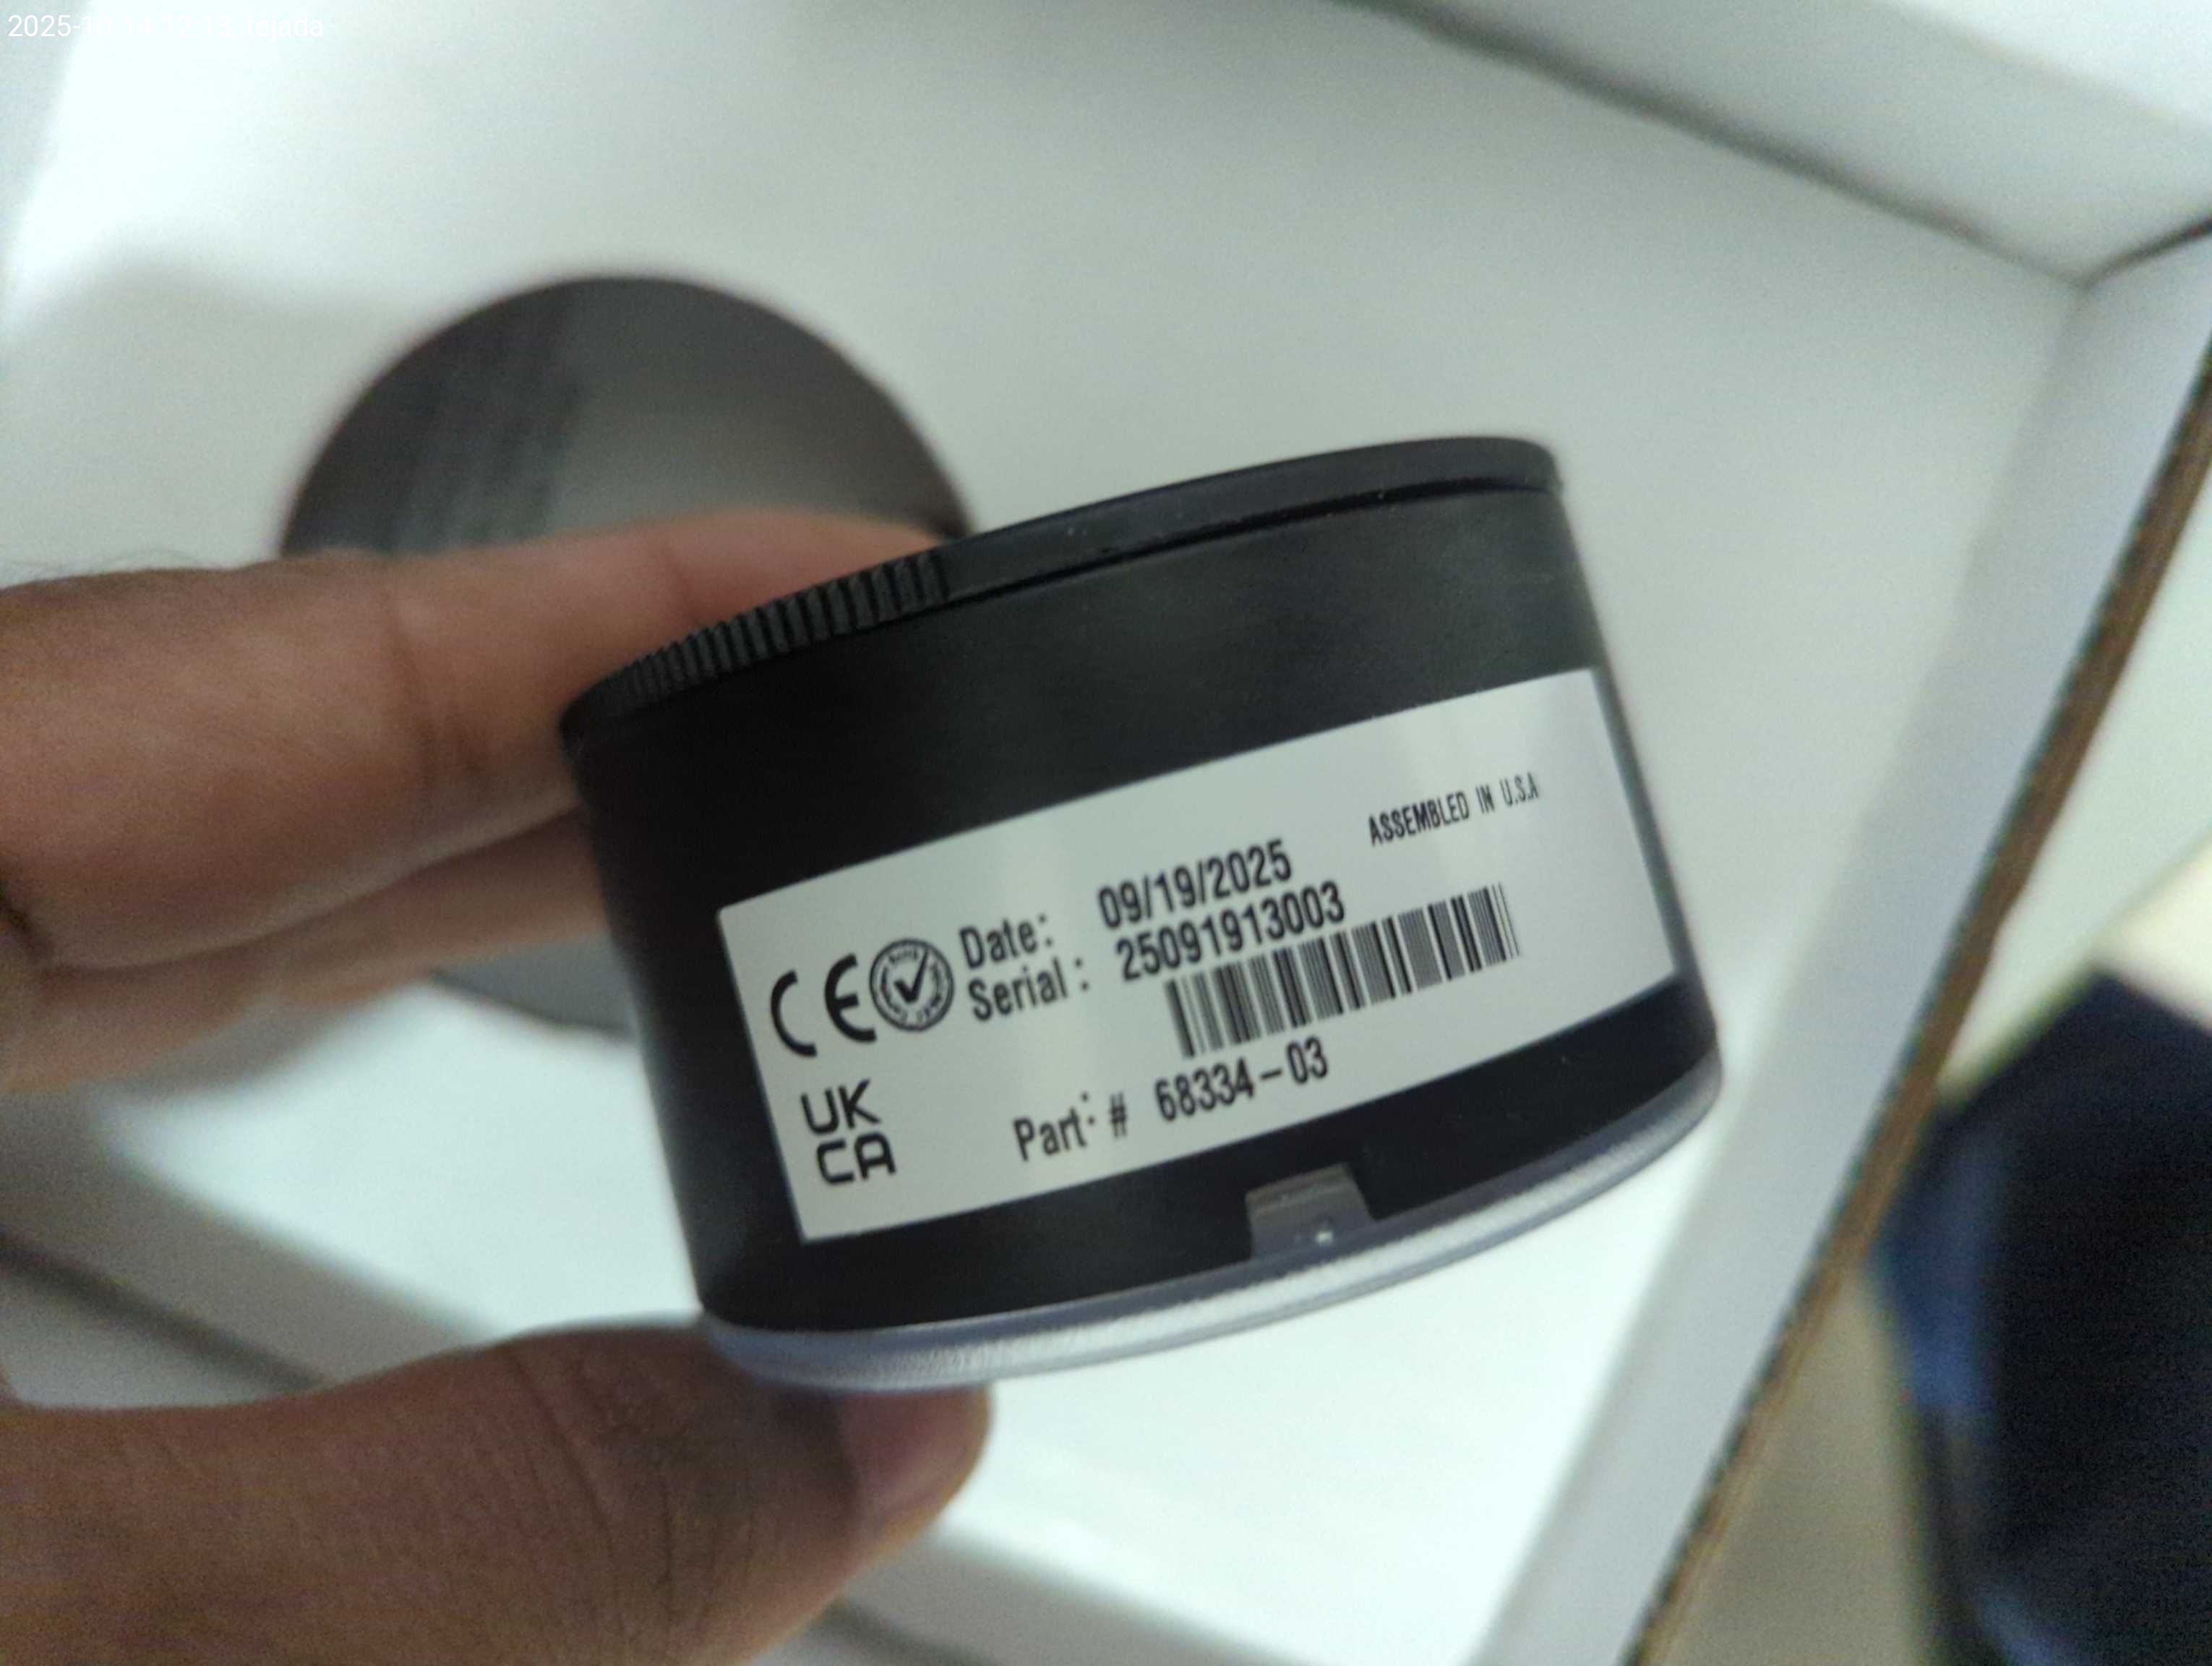 2025-10-14 12:13, tejada
ASSEMBLED IN U.S.A
Date: 09/19/2025
Serial: 25091913003
CE
UK
CA
Part: # 68334-03